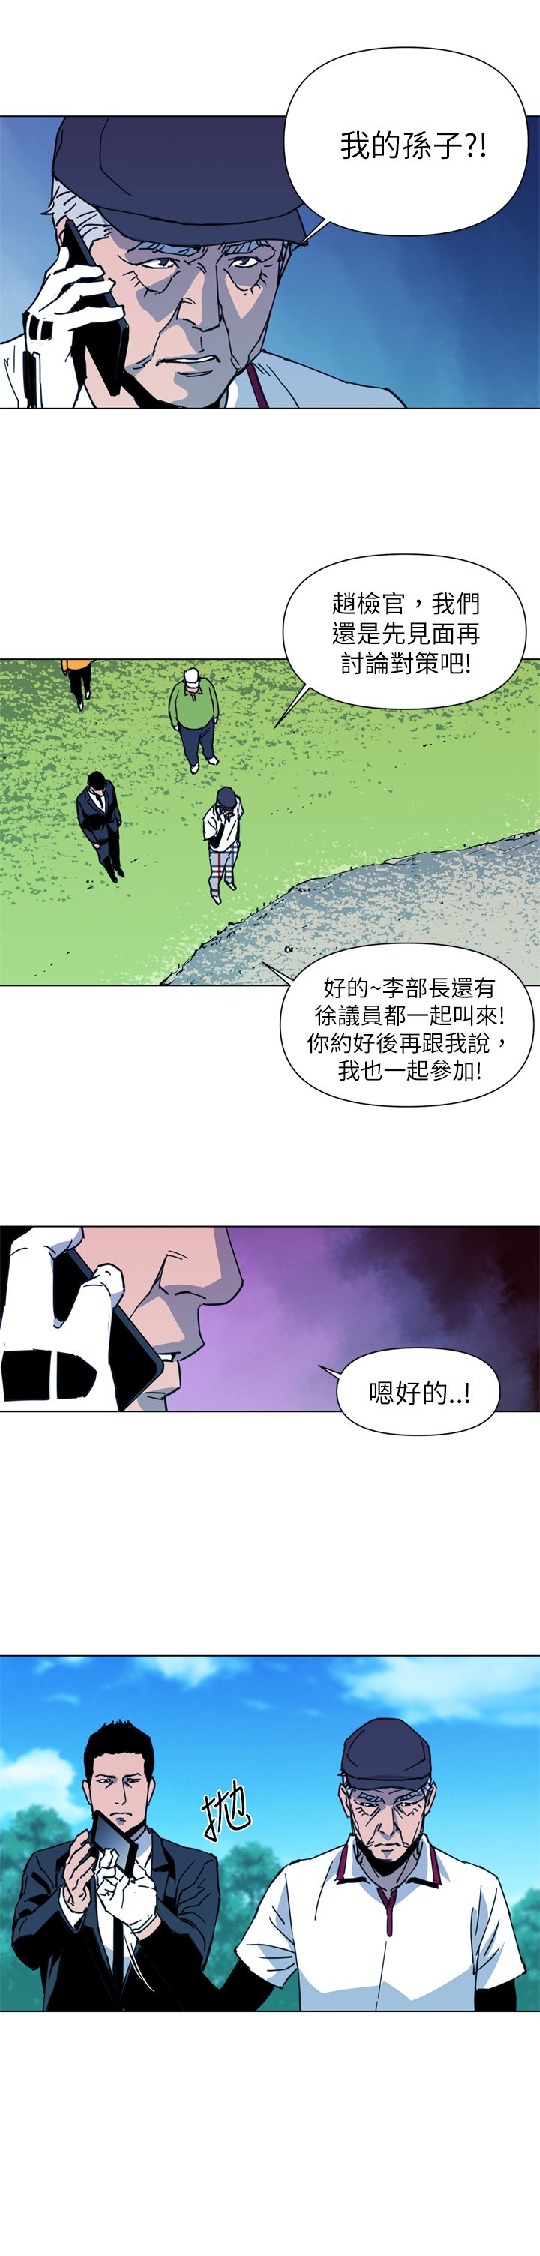 我的孫子?!
趙檢官，我們
還是先見面再
討論對策吧!
好的~李部長還有
徐議員都一起叫來!
你約好後再跟我說，
我也一起參加!
嗯好的..!
拋